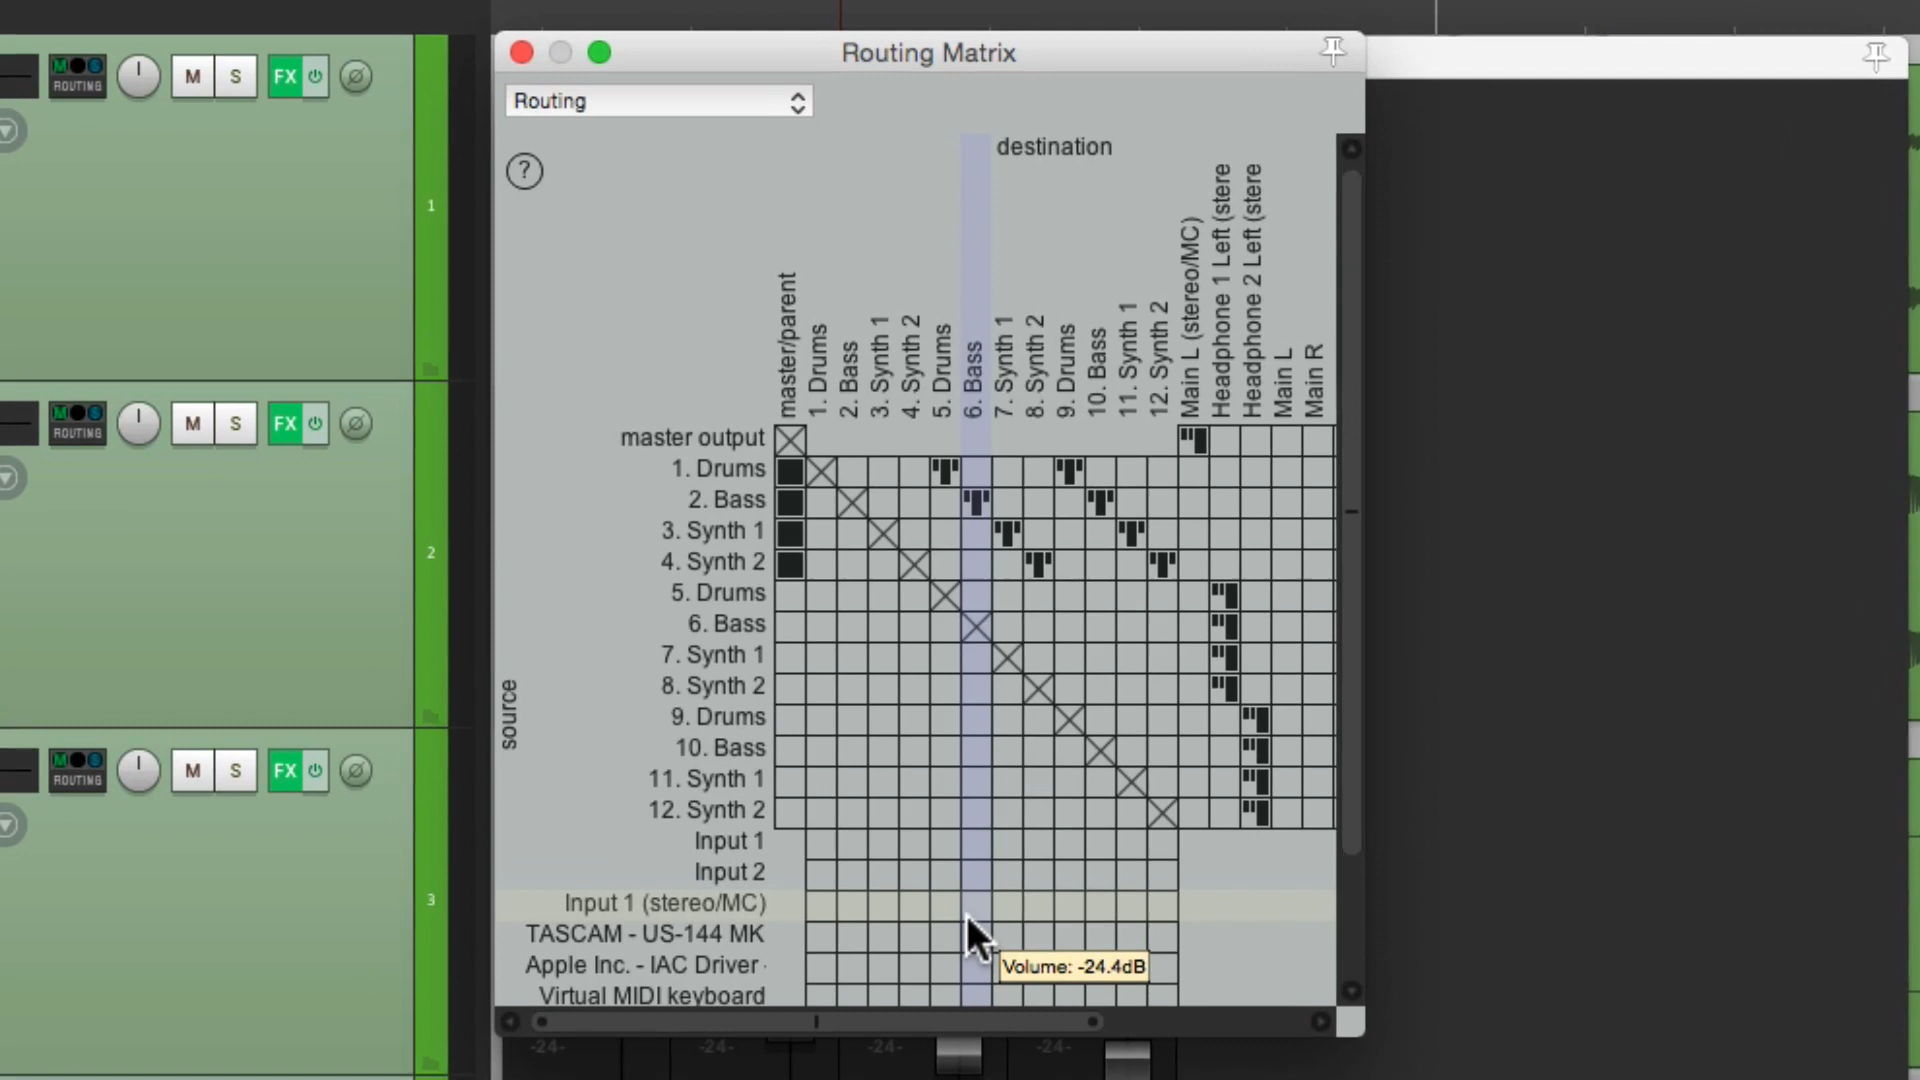 Routing Matrix
Routing
destination
?
master/parent
1. Drums
2. Bass
3. Synth 1
4. Synth 2
5. Drums
6. Bass
7. Synth 1
8. Synth 2
9. Drums
10. Bass
11. Synth 1
12. Synth 2
Main L (stereo/MC)
Headphone 1 Left (stere
Headphone 2 Left (stere
Main L
Main R
source
master output
1. Drums
2. Bass
3. Synth 1
4. Synth 2
5. Drums
6. Bass
7. Synth 1
8. Synth 2
9. Drums
10. Bass
11. Synth 1
12. Synth 2
Input 1
Input 2
Input 1 (stereo/MC)
TASCAM - US-144 MK
Apple Inc. - IAC Driver -
Virtual MIDI keyboard
Volume: -24.4dB
M S
ROUTING M S FX
1
M S
ROUTING M S FX
2
M S
ROUTING M S FX
3
-24- -24- -24- -24-